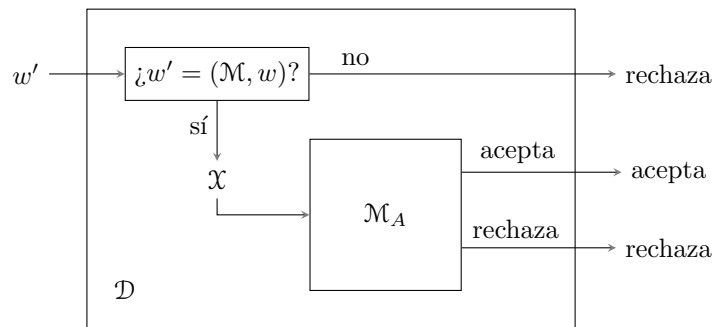 w′ ¿w′ = (ℳ, w)? no rechaza
sí
acepta acepta
𝒳
ℳ_A
rechaza rechaza
𝒟